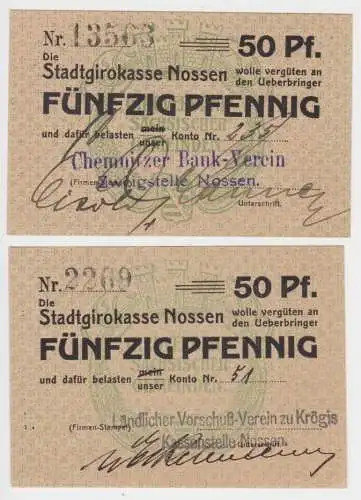 Nr. 13503 50 Pf.
Die
Stadtgirokasse Nossen wolle vergüten an
den Ueberbringer
FÜNFZIG PFENNIG
und dafür belasten mein Konto Nr. 235
unser
Chemnitzer Bank-Verein
(Firmen- Zweigstelle Nossen.
Unterschrift.
Nr. 2269 50 Pf.
Die
Stadtgirokasse Nossen wolle vergüten an
den Ueberbringer
FÜNFZIG PFENNIG
und dafür belasten mein Konto Nr. 51
unser
Ländlicher Vorschuß-Verein zu Krögis
(Firmen-Stempel) Kassenstelle Nossen.